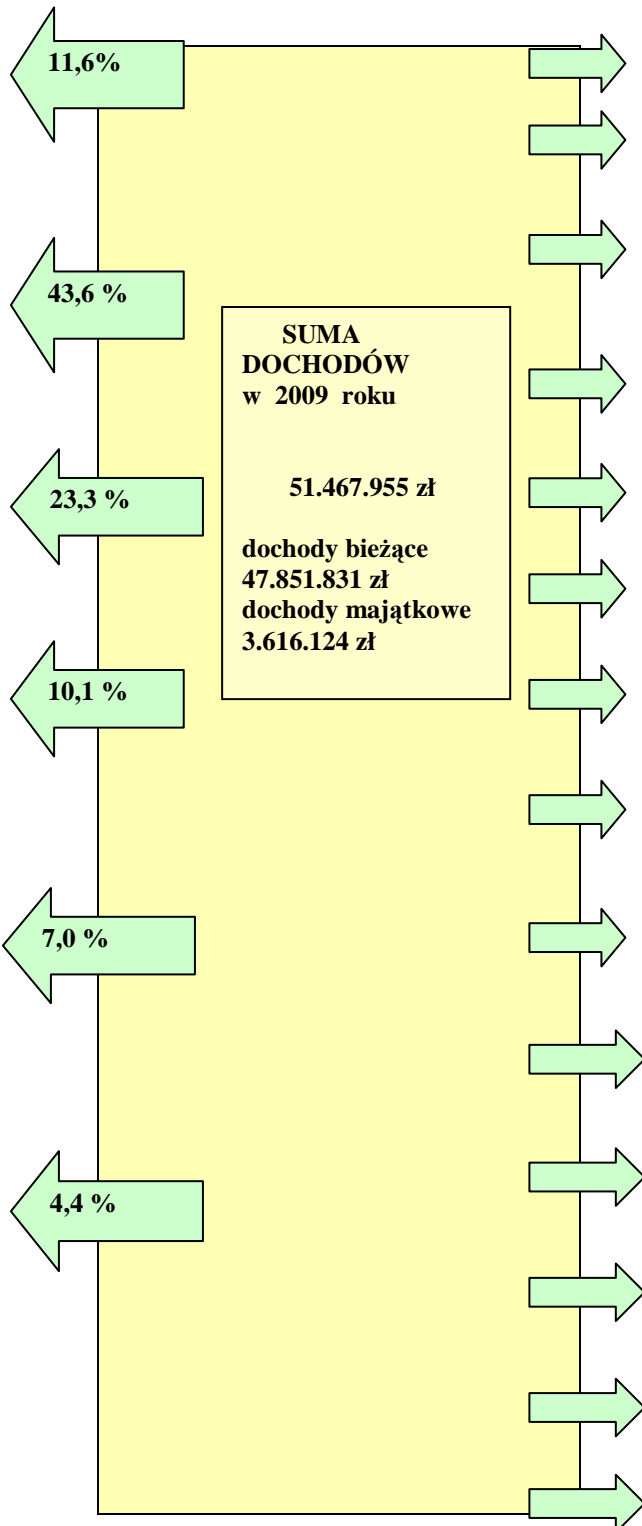 11,6%
43,6 %
SUMA
DOCHODÓW
w 2009 roku
51.467.955 zł
dochody bieżące
47.851.831 zł
dochody majątkowe
3.616.124 zł
23,3 %
10,1 %
7,0 %
4,4 %